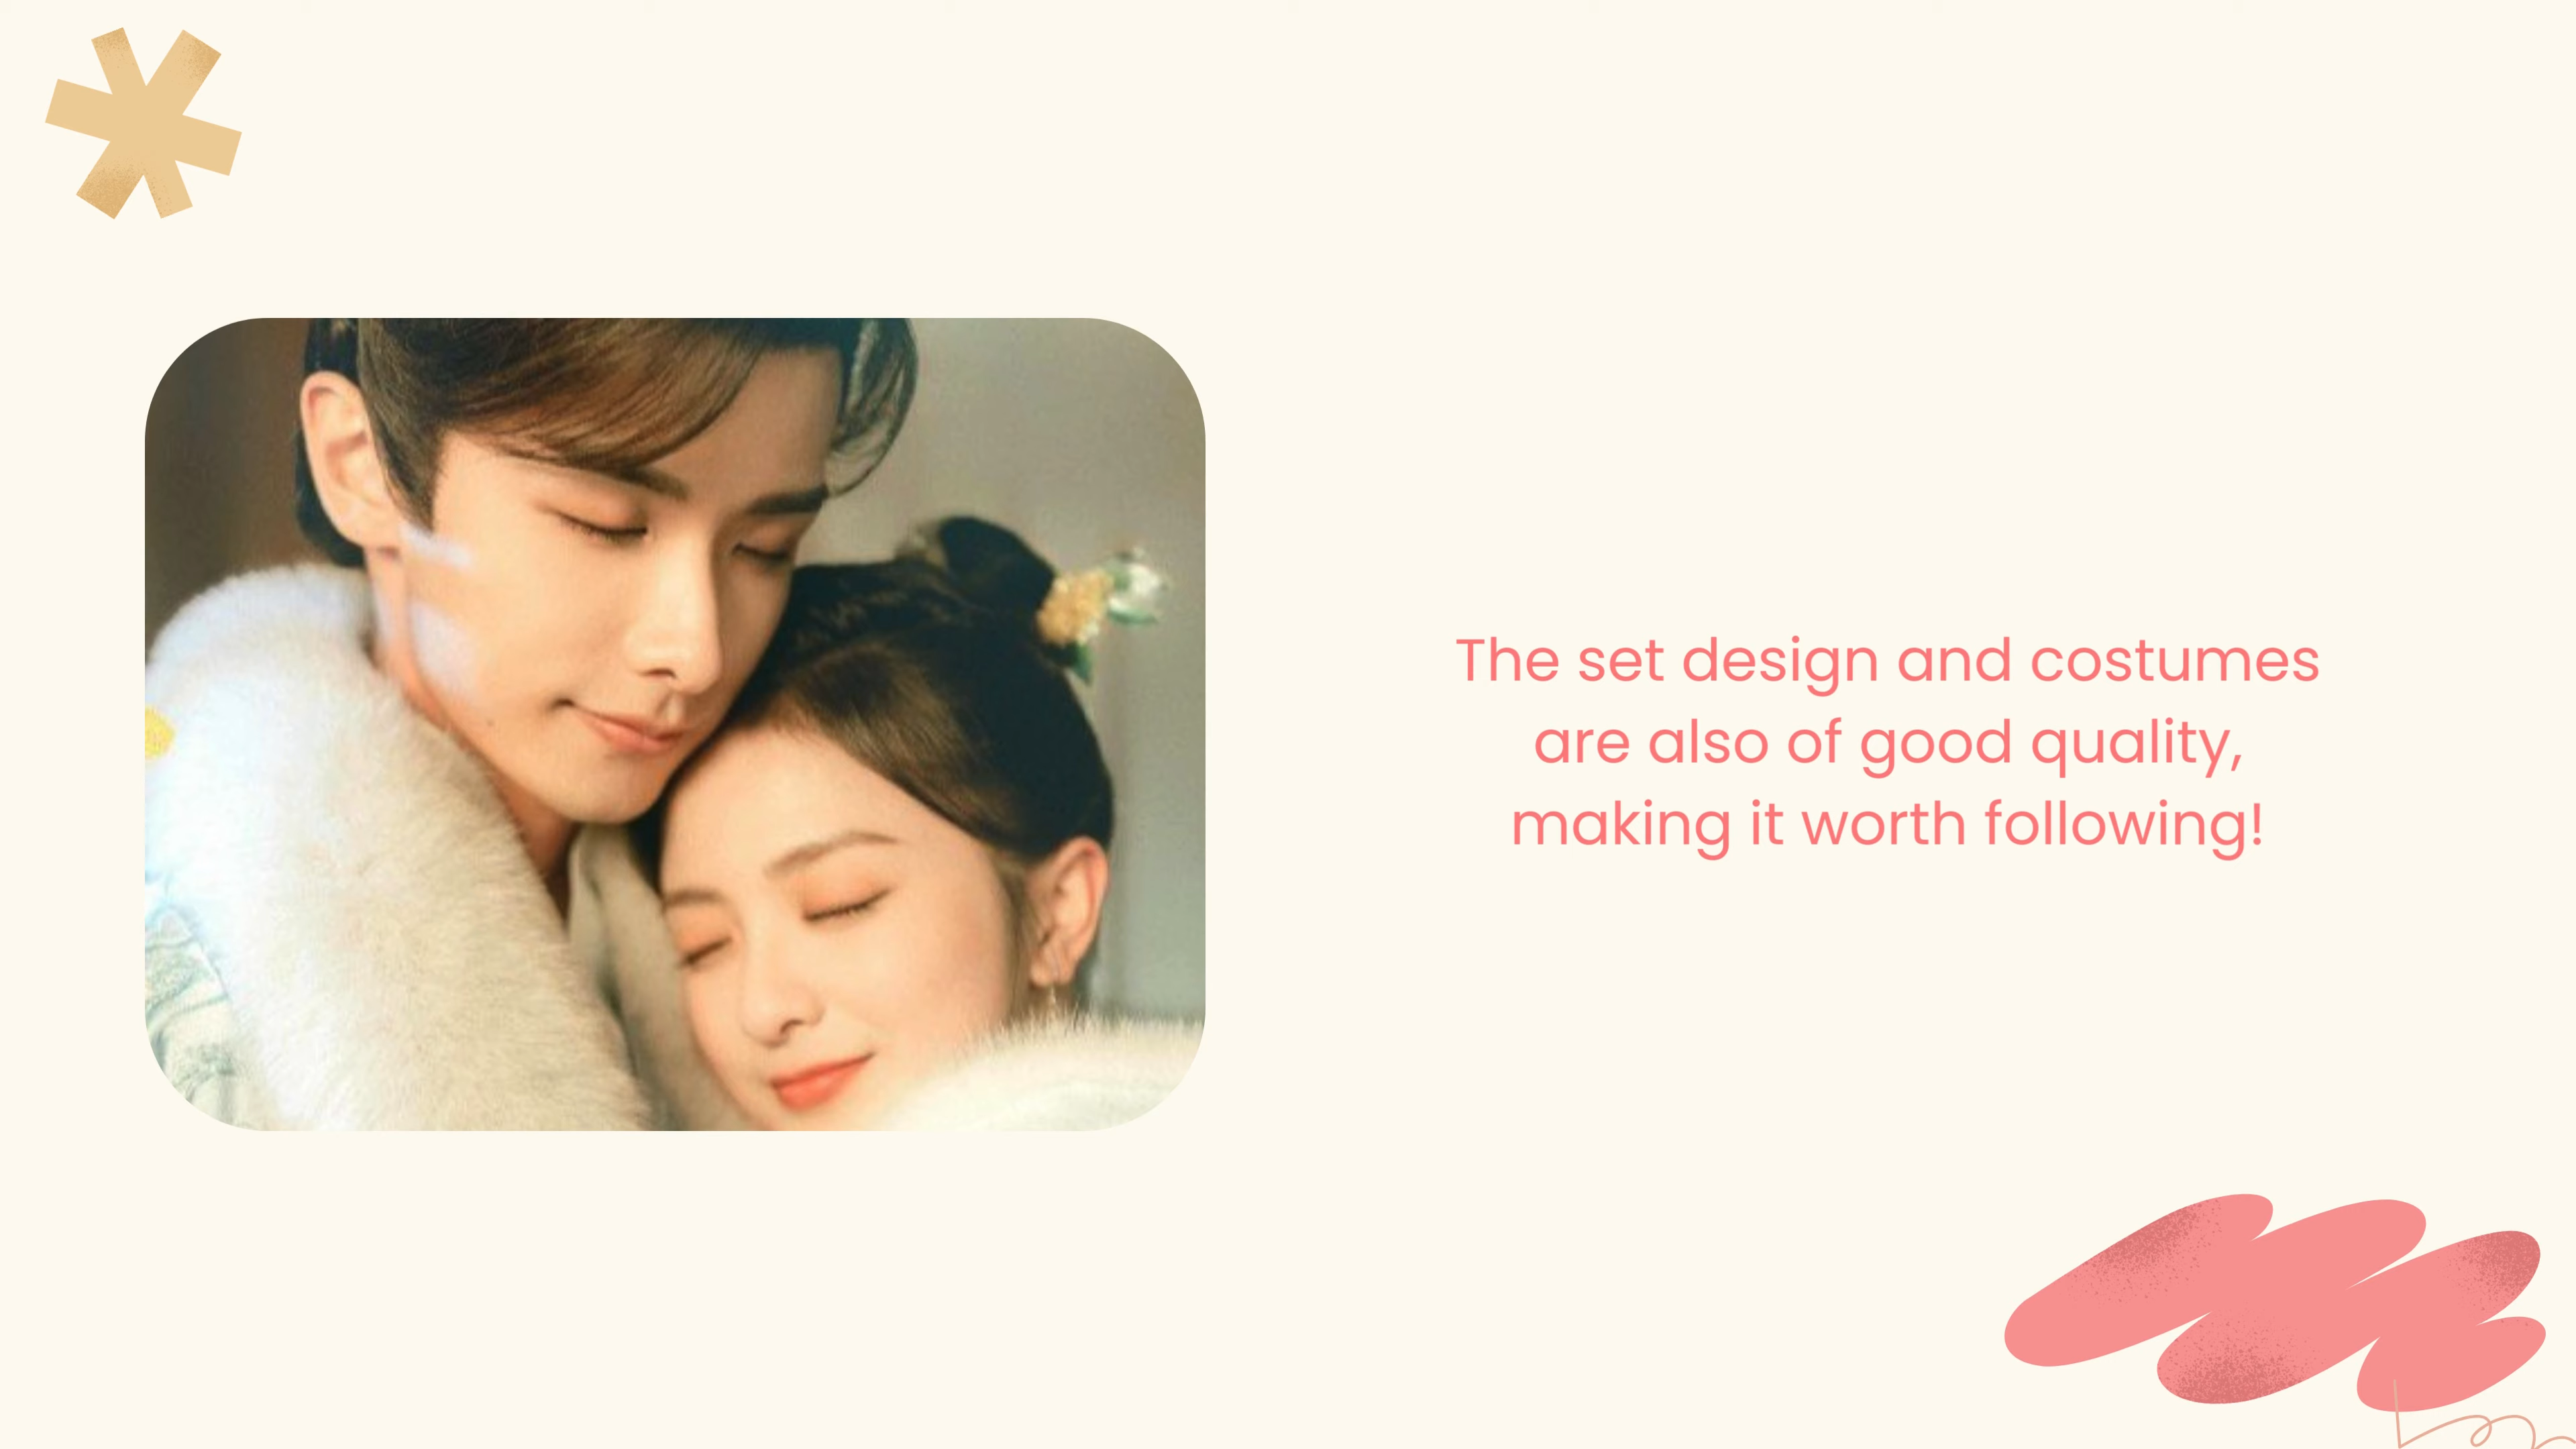 The set design and costumes
are also of good quality,
making it worth following!